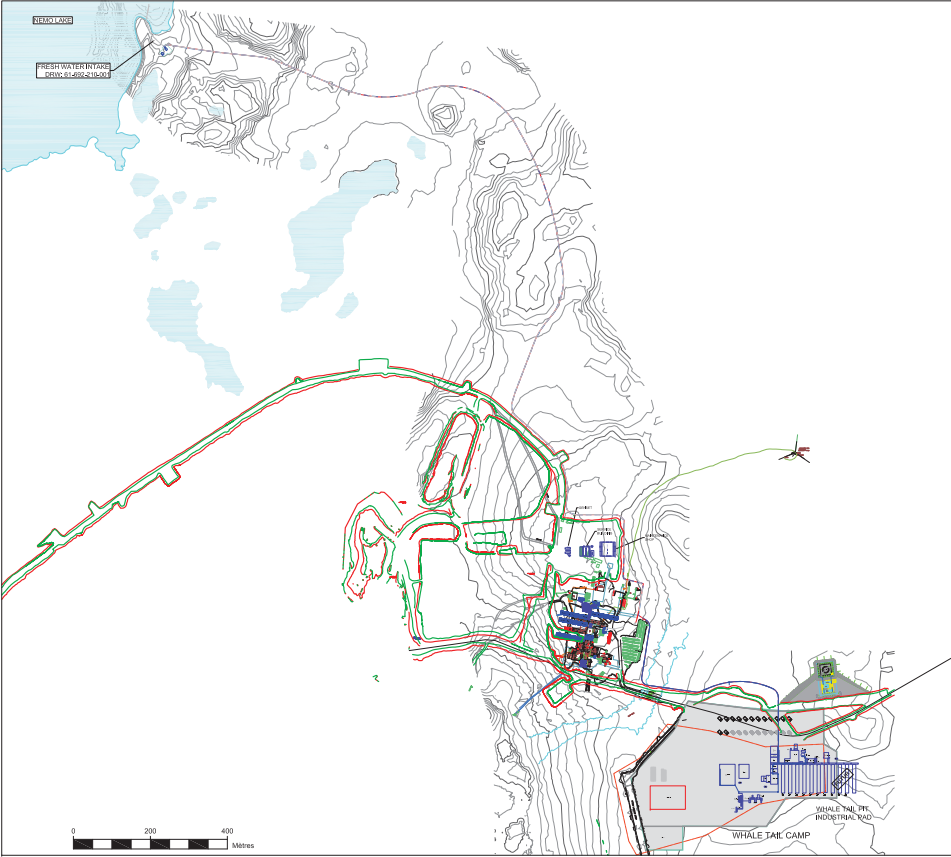 NEMO LAKE
FRESH WATER INTAKE
DRW: 61-692-210-001
WHALE TAIL PIT
INDUSTRIAL PAD
WHALE TAIL CAMP
0 200 400
Mètres